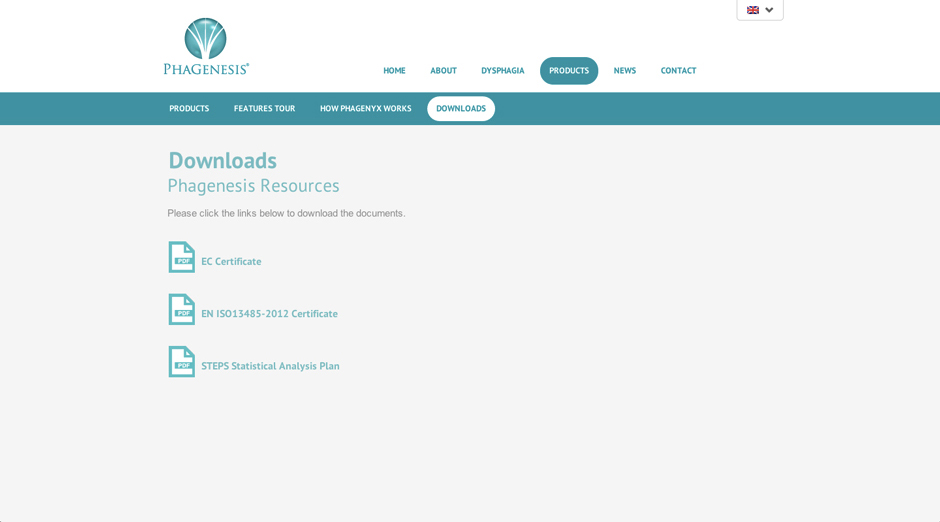 PHAGENESIS®
HOME ABOUT DYSPHAGIA PRODUCTS NEWS CONTACT
PRODUCTS FEATURES TOUR HOW PHAGENYX WORKS DOWNLOADS
Downloads
Phagenesis Resources
Please click the links below to download the documents.
PDF EC Certificate
PDF EN ISO13485-2012 Certificate
PDF STEPS Statistical Analysis Plan